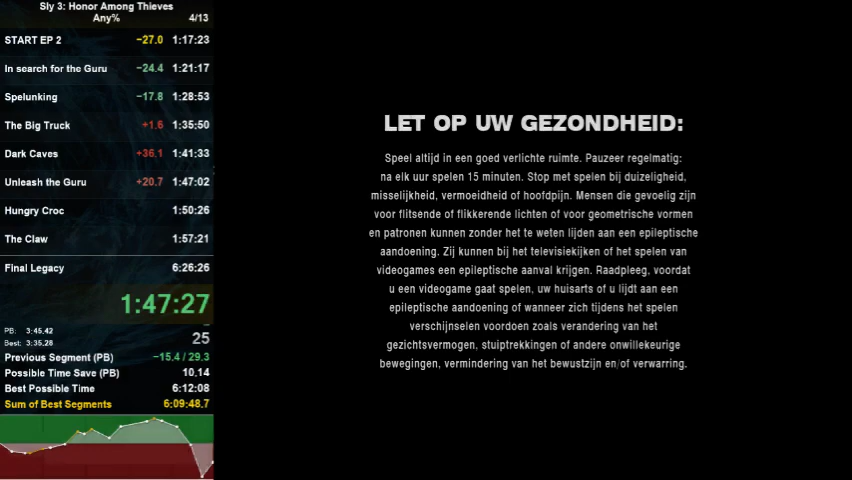 Sly 3: Honor Among Thieves
Any% 4/13
START EP 2 −27.0 1:17:23
In search for the Guru −24.4 1:21:17
Spelunking −17.8 1:28:53
The Big Truck +1.6 1:35:50
Dark Caves +36.1 1:41:33
Unleash the Guru +20.7 1:47:02
Hungry Croc 1:50:26
The Claw 1:57:21
Final Legacy 6:26:26
1:47:27
PB: 3:45.42
Best: 3:35.28
25
Previous Segment (PB) −15.4 / 29.3
Possible Time Save (PB) 10.14
Best Possible Time 6:12:08
Sum of Best Segments 6:09:48.7
LET OP UW GEZONDHEID:
Speel altijd in een goed verlichte ruimte. Pauzeer regelmatig:
na elk uur spelen 15 minuten. Stop met spelen bij duizeligheid,
misselijkheid, vermoeidheid of hoofdpijn. Mensen die gevoelig zijn
voor flitsende of flikkerende lichten of voor geometrische vormen
en patronen kunnen zonder het te weten lijden aan een epileptische
aandoening. Zij kunnen bij het televisiekijken of het spelen van
videogames een epileptische aanval krijgen. Raadpleeg, voordat
u een videogame gaat spelen, uw huisarts of u lijdt aan een
epileptische aandoening of wanneer zich tijdens het spelen
verschijnselen voordoen zoals verandering van het
gezichtsvermogen, stuiptrekkingen of andere onwillekeurige
bewegingen, vermindering van het bewustzijn en/of verwarring.